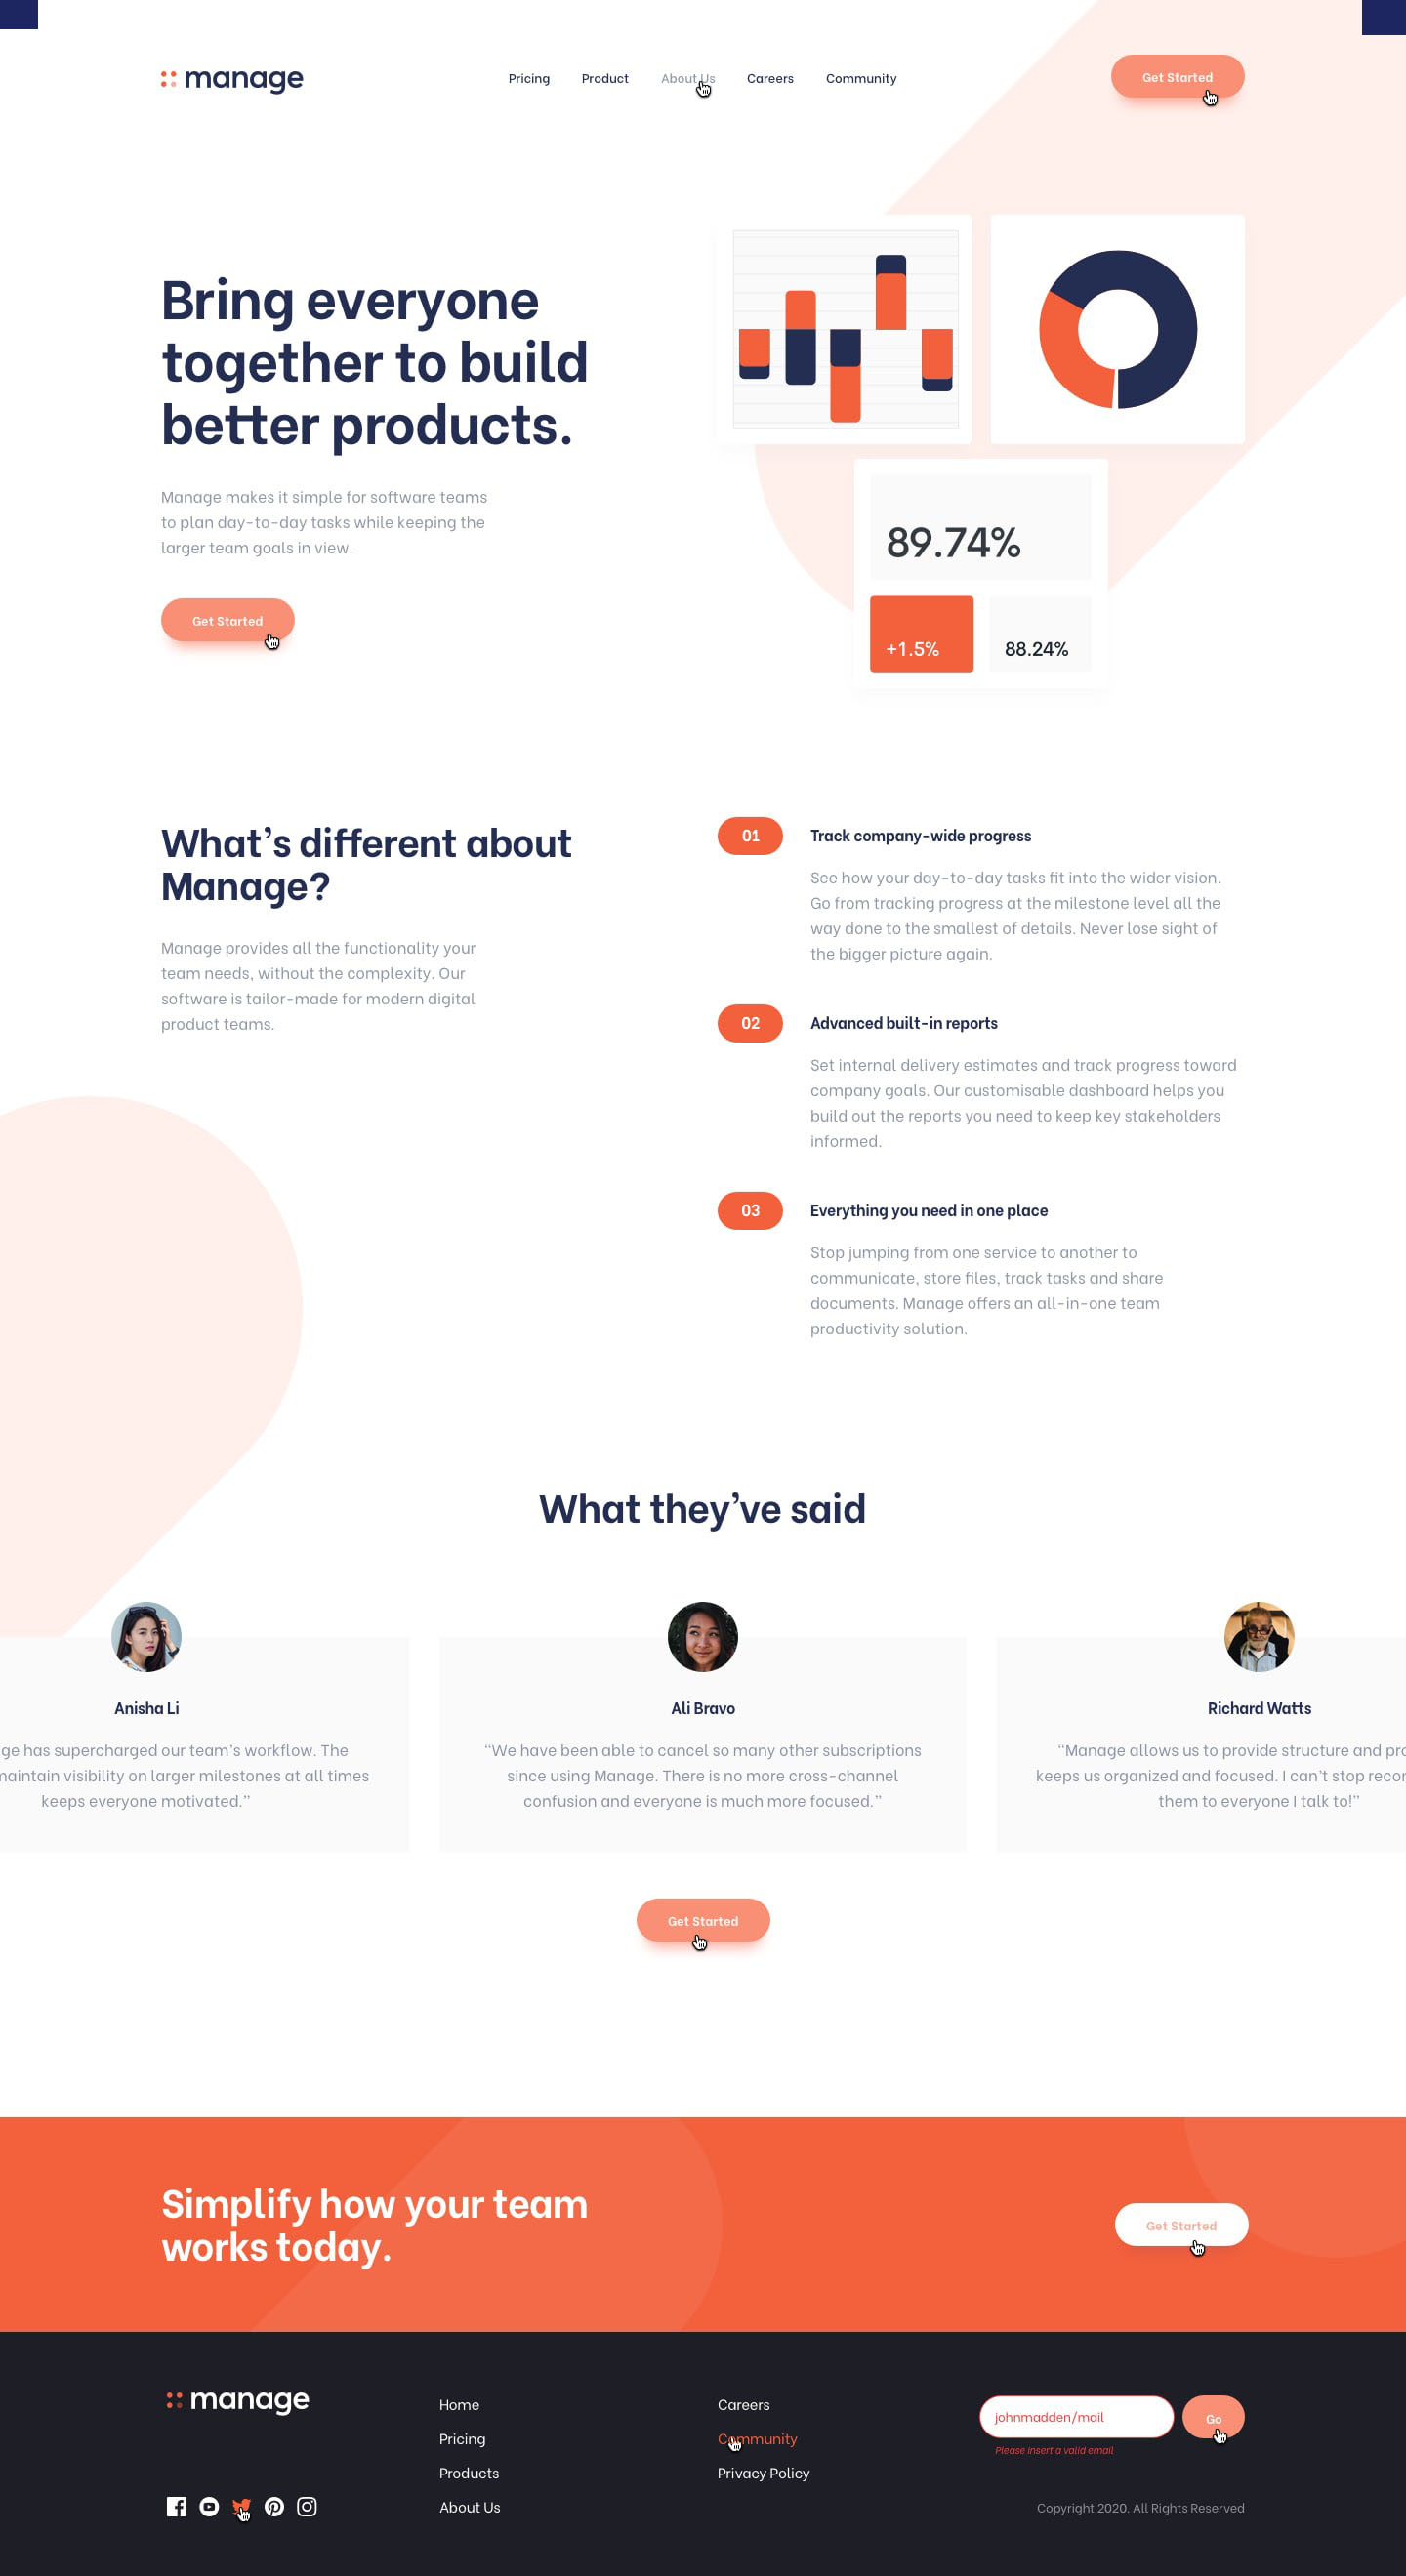 manage
Pricing Product About Us Careers Community
Get Started
Bring everyone
together to build
better products.
Manage makes it simple for software teams
to plan day-to-day tasks while keeping the
larger team goals in view.
Get Started
89.74%
+1.5% 88.24%
What’s different about
Manage?
Manage provides all the functionality your
team needs, without the complexity. Our
software is tailor-made for modern digital
product teams.
01 Track company-wide progress
See how your day-to-day tasks fit into the wider vision.
Go from tracking progress at the milestone level all the
way done to the smallest of details. Never lose sight of
the bigger picture again.
02 Advanced built-in reports
Set internal delivery estimates and track progress toward
company goals. Our customisable dashboard helps you
build out the reports you need to keep key stakeholders
informed.
03 Everything you need in one place
Stop jumping from one service to another to
communicate, store files, track tasks and share
documents. Manage offers an all-in-one team
productivity solution.
What they’ve said
Anisha Li
ge has supercharged our team’s workflow. The
aintain visibility on larger milestones at all times
keeps everyone motivated.”
Ali Bravo
“We have been able to cancel so many other subscriptions
since using Manage. There is no more cross-channel
confusion and everyone is much more focused.”
Richard Watts
“Manage allows us to provide structure and pro
keeps us organized and focused. I can’t stop recor
them to everyone I talk to!”
Get Started
Simplify how your team
works today.
Get Started
manage
Home
Pricing
Products
About Us
Careers
Community
Privacy Policy
johnmadden/mail
Go
Please insert a valid email
Copyright 2020. All Rights Reserved